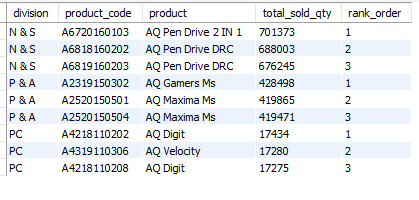 division product_code product total_sold_qty rank_order
N & S A6720160103 AQ Pen Drive 2 IN 1 701373 1
N & S A6818160202 AQ Pen Drive DRC 688003 2
N & S A6819160203 AQ Pen Drive DRC 676245 3
P & A A2319150302 AQ Gamers Ms 428498 1
P & A A2520150501 AQ Maxima Ms 419865 2
P & A A2520150504 AQ Maxima Ms 419471 3
PC A4218110202 AQ Digit 17434 1
PC A4319110306 AQ Velocity 17280 2
PC A4218110208 AQ Digit 17275 3